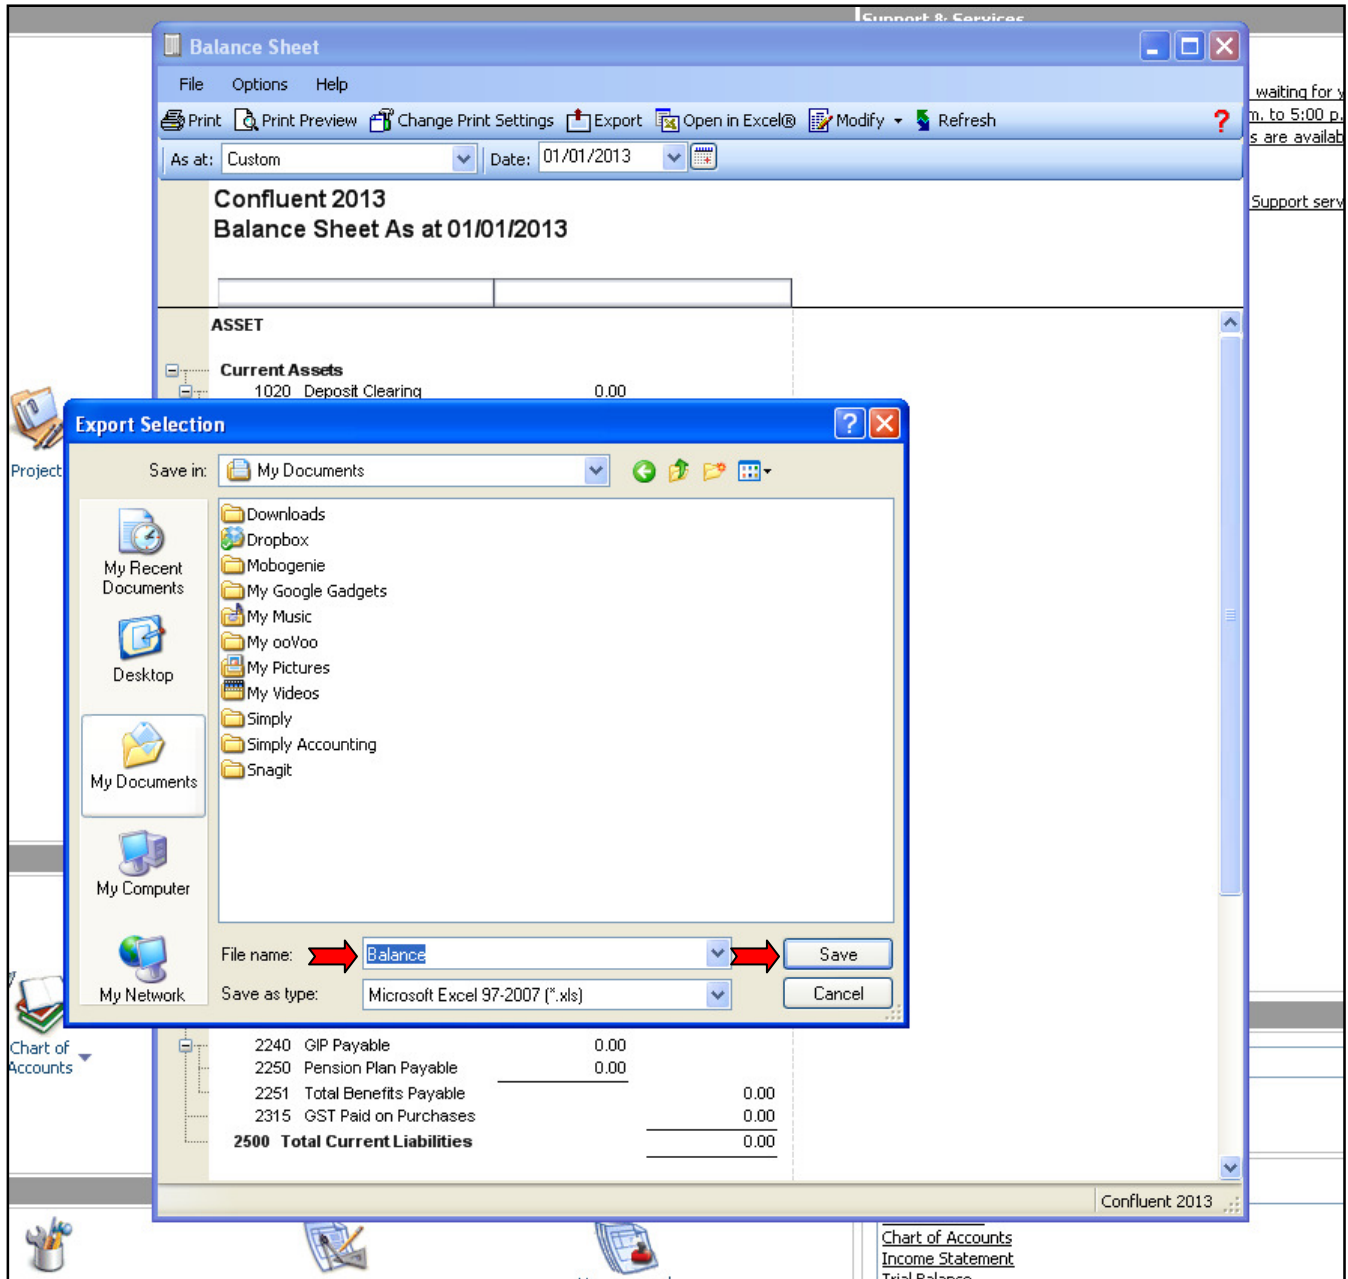 Support & Services
Balance Sheet
File Options Help
Print Print Preview Change Print Settings Export Open in Excel® Modify Refresh ?
As at: Custom Date: 01/01/2013
waiting for
m. to 5:00 p.
s are availab
Support serv
Confluent 2013
Balance Sheet As at 01/01/2013
ASSET
Current Assets
1020 Deposit Clearing 0.00
Project
Export Selection
Save in: My Documents
My Recent Documents
Desktop
My Documents
My Computer
My Network
Downloads
Dropbox
Mobogenie
My Google Gadgets
My Music
My ooVoo
My Pictures
My Videos
Simply
Simply Accounting
Snagit
File name: Balance Save
Save as type: Microsoft Excel 97-2007 (*.xls) Cancel
Chart of
Accounts
2240 GIP Payable 0.00
2250 Pension Plan Payable 0.00
2251 Total Benefits Payable 0.00
2315 GST Paid on Purchases 0.00
2500 Total Current Liabilities 0.00
Confluent 2013
Chart of Accounts
Income Statement
Trial Balance